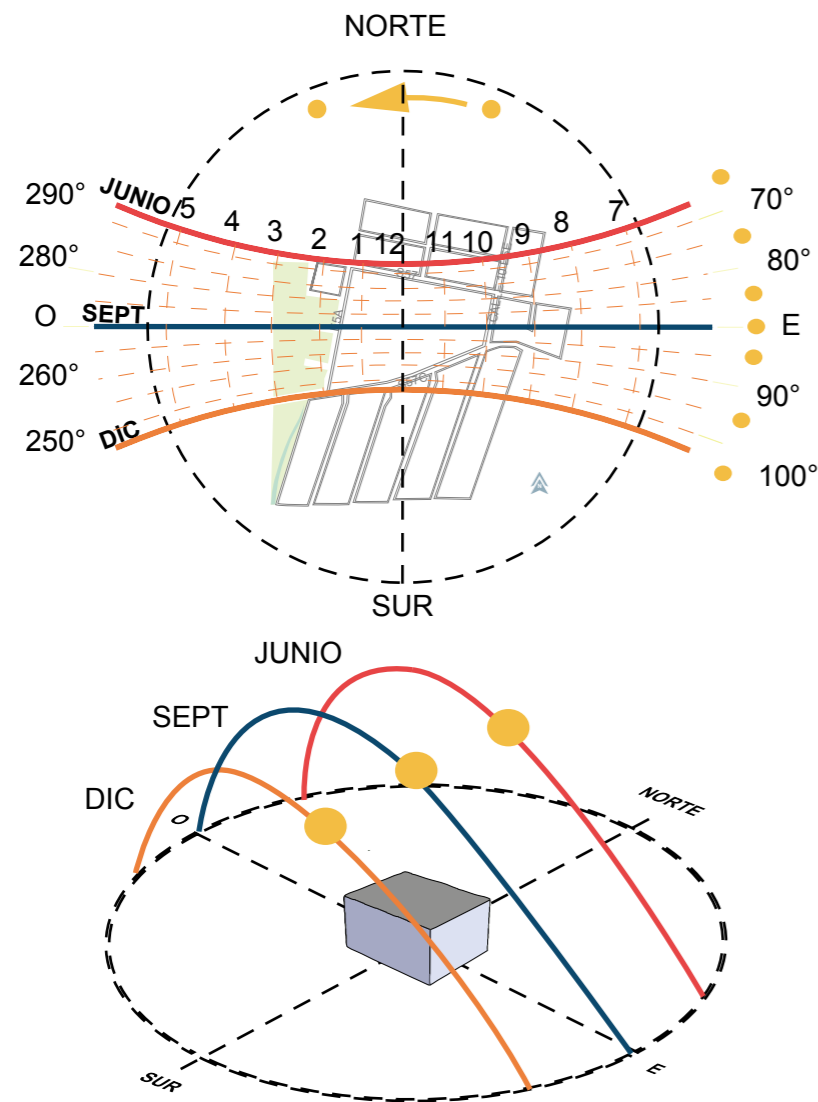 NORTE
290° JUNIO 5 4 3 2 1 12 11 10 9 8 7 70°
280° 80°
O SEPT E
260° 90°
250° DIC 100°
SUR
JUNIO
SEPT
DIC
O NORTE
SUR E